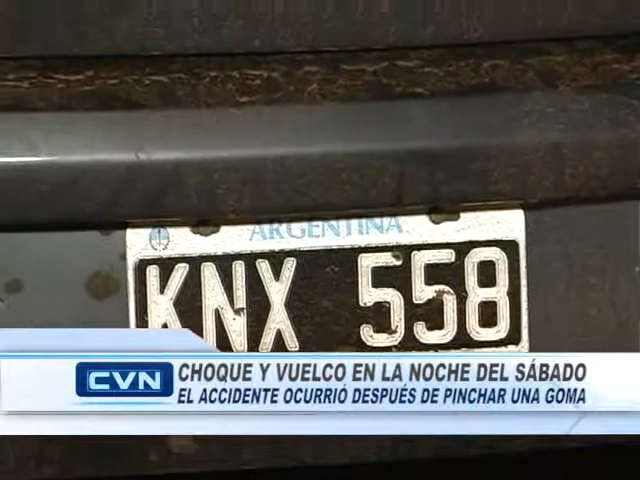 ARGENTINA
KNX 558
CVN
CHOQUE Y VUELCO EN LA NOCHE DEL SÁBADO
EL ACCIDENTE OCURRIÓ DESPUÉS DE PINCHAR UNA GOMA